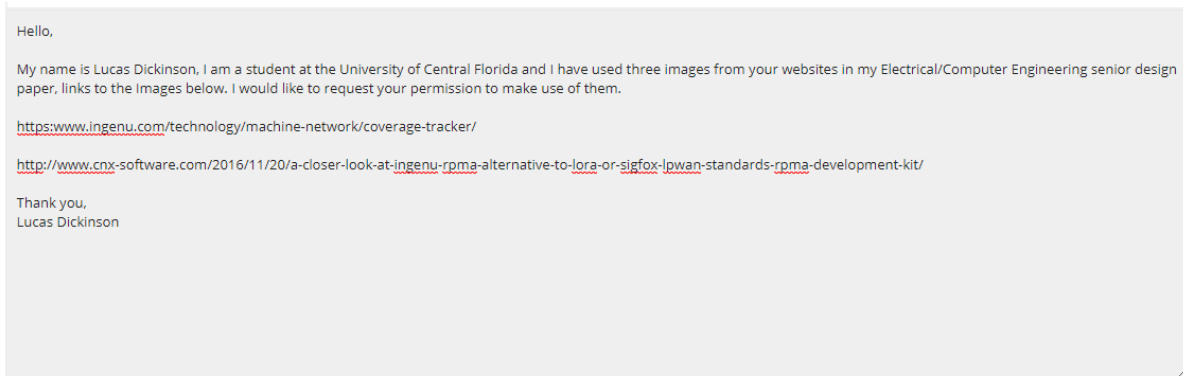 Hello,
My name is Lucas Dickinson, I am a student at the University of Central Florida and I have used three images from your websites in my Electrical/Computer Engineering senior design
paper, links to the Images below. I would like to request your permission to make use of them.
https:www.ingenu.com/technology/machine-network/coverage-tracker/
http://www.cnx-software.com/2016/11/20/a-closer-look-at-ingenu-rpma-alternative-to-lora-or-sigfox-lpwan-standards-rpma-development-kit/
Thank you,
Lucas Dickinson